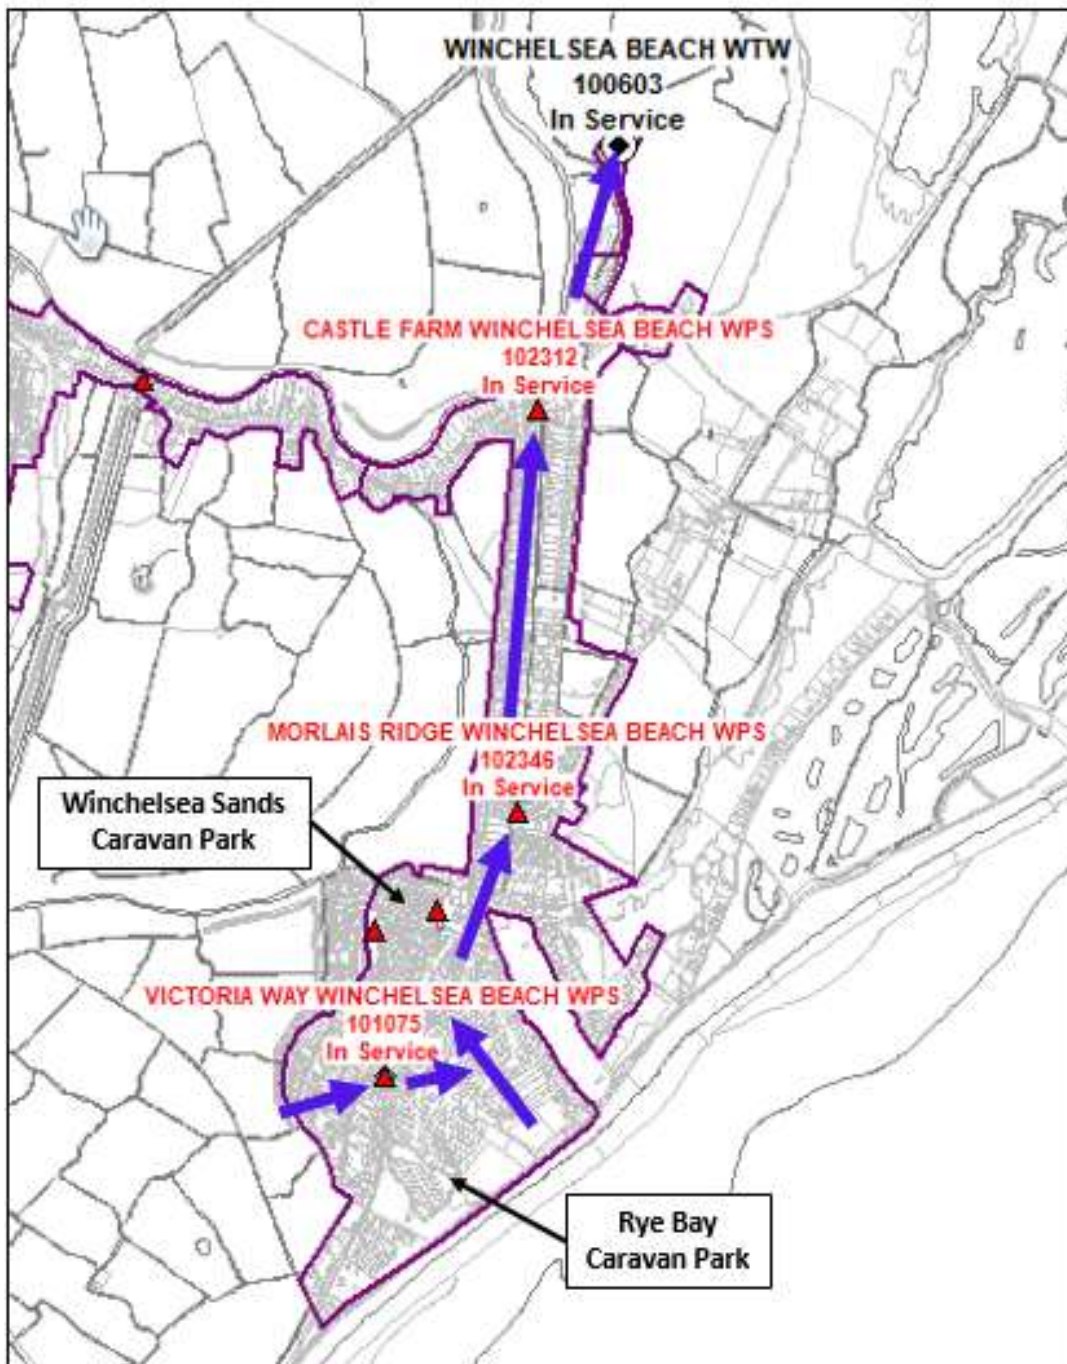 WINCHELSEA BEACH WTW
100603
In Service
CASTLE FARM WINCHELSEA BEACH WPS
102312
In Service
MORLAIS RIDGE WINCHELSEA BEACH WPS
102346
In Service
Winchelsea Sands
Caravan Park
VICTORIA WAY WINCHELSEA BEACH WPS
101075
In Service
Rye Bay
Caravan Park